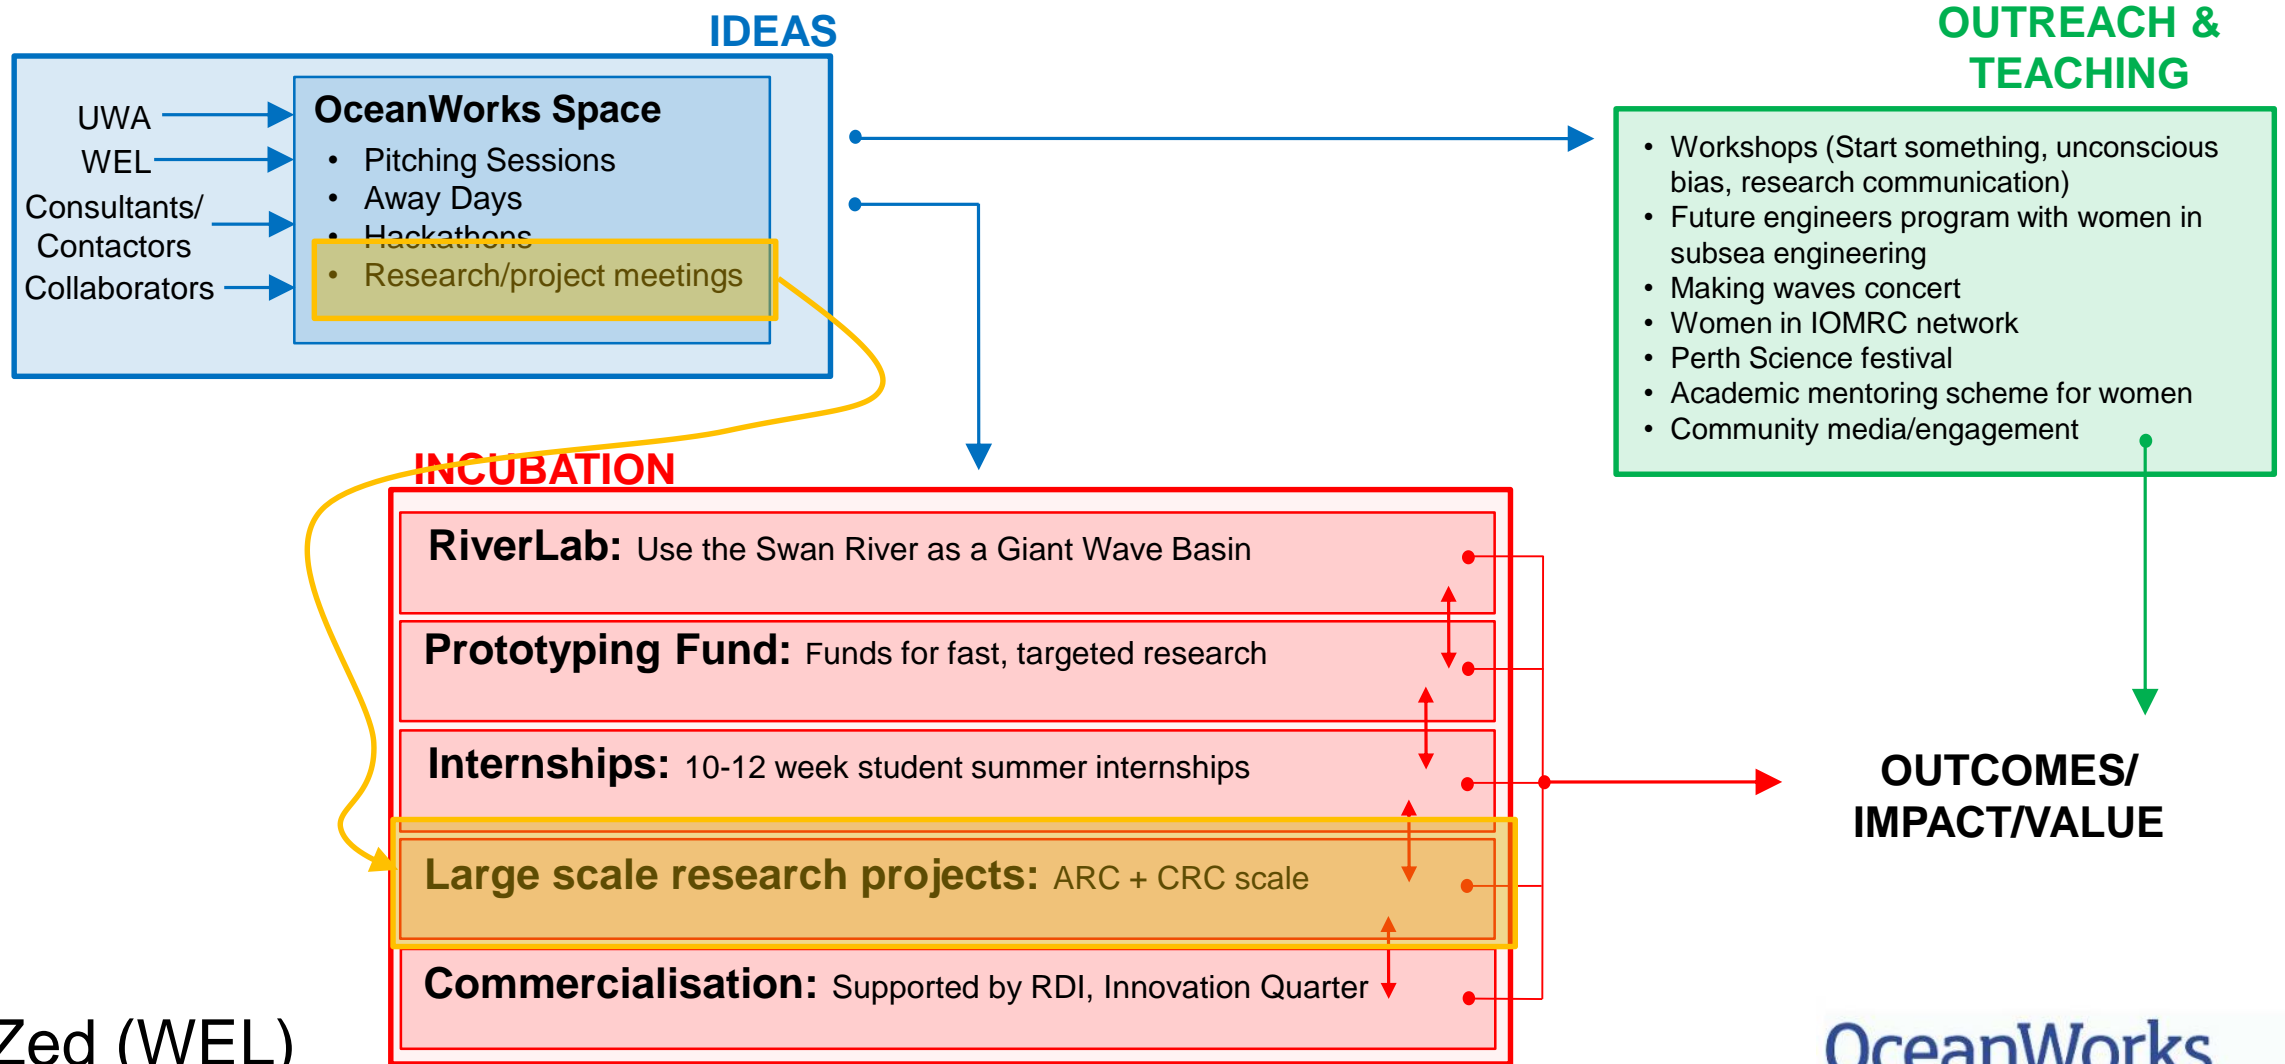 IDEAS
UWA
WEL
Consultants/
Contactors
Collaborators
OceanWorks Space
• Pitching Sessions
• Away Days
• Hackathons
• Research/project meetings
OUTREACH &
TEACHING
• Workshops (Start something, unconscious
bias, research communication)
• Future engineers program with women in
subsea engineering
• Making waves concert
• Women in IOMRC network
• Perth Science festival
• Academic mentoring scheme for women
• Community media/engagement
INCUBATION
RiverLab: Use the Swan River as a Giant Wave Basin
Prototyping Fund: Funds for fast, targeted research
Internships: 10-12 week student summer internships
Large scale research projects: ARC + CRC scale
Commercialisation: Supported by RDI, Innovation Quarter
OUTCOMES/
IMPACT/VALUE
Zed (WEL)
OceanWorks